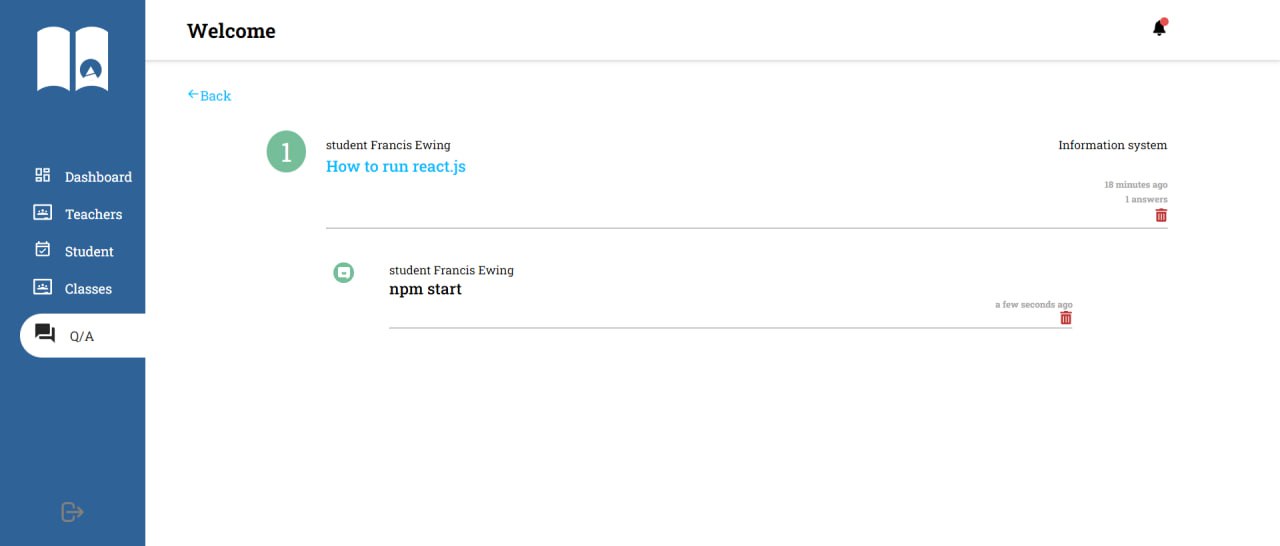 Welcome
Back
Dashboard
Teachers
Student
Classes
Q/A
1
student Francis Ewing
Information system
How to run react.js
18 minutes ago
1 answers
student Francis Ewing
npm start
a few seconds ago